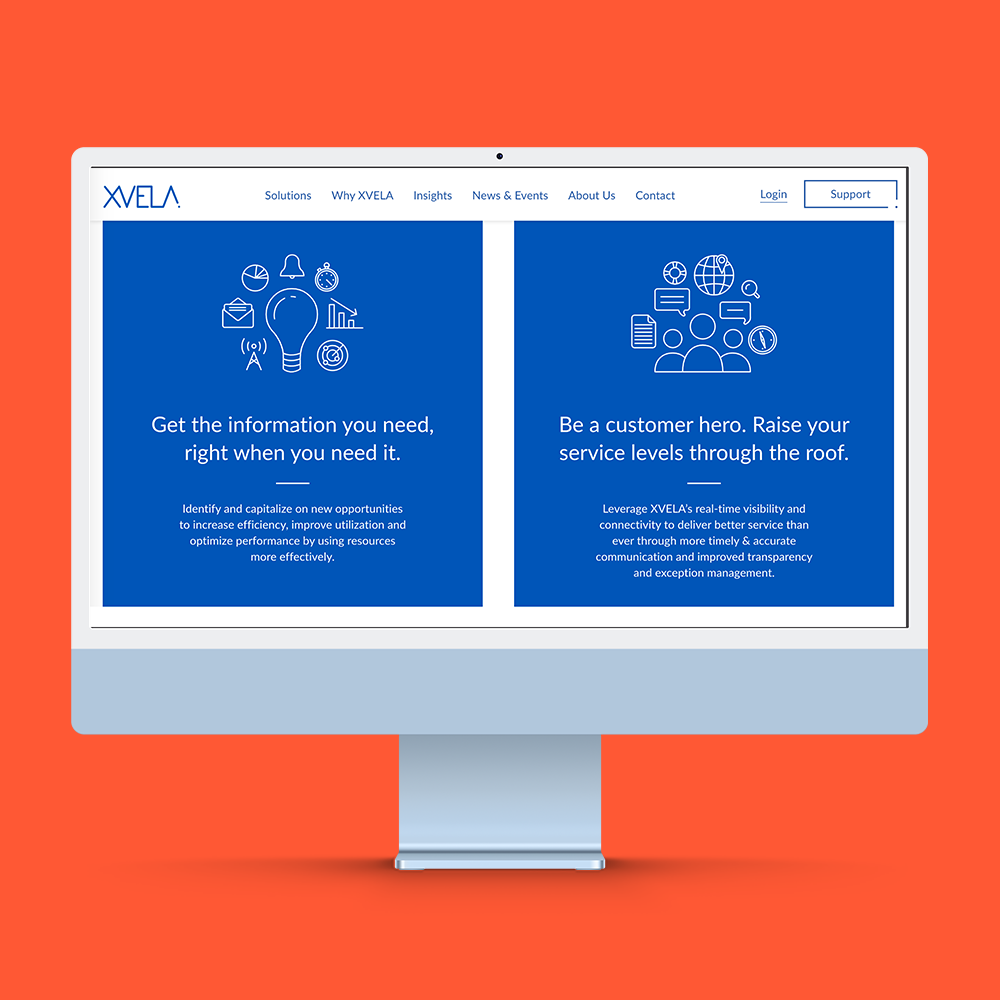 XVELA
Solutions Why XVELA Insights News & Events About Us Contact Login Support
Get the information you need,
right when you need it.
Identify and capitalize on new opportunities
to increase efficiency, improve utilization and
optimize performance by using resources
more effectively.
Be a customer hero. Raise your
service levels through the roof.
Leverage XVELA's real-time visibility and
connectivity to deliver better service than
ever through more timely & accurate
communication and improved transparency
and exception management.